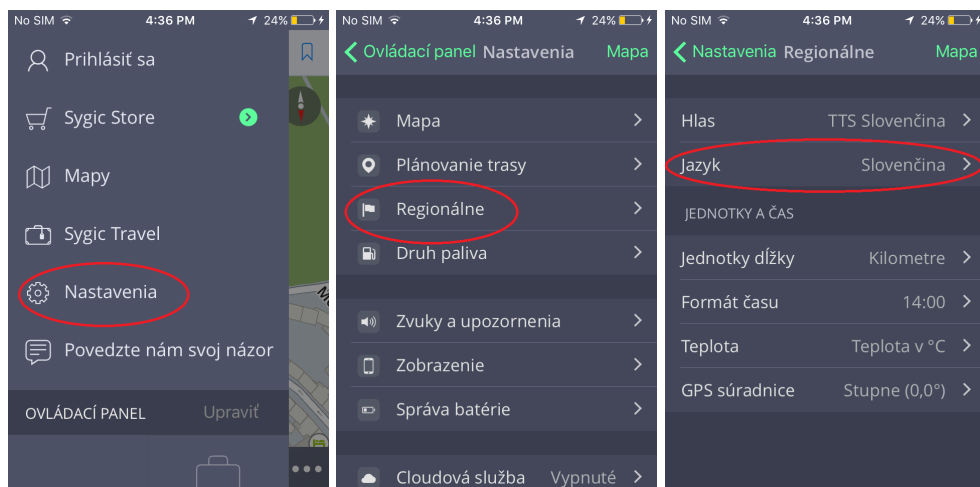 No SIM 4:36 PM 24%
Prihlásiť sa
Sygic Store
Mapy
Sygic Travel
Nastavenia
Povedzte nám svoj názor
OVLÁDACÍ PANEL Upraviť
No SIM 4:36 PM 24%
Ovládací panel Nastavenia Mapa
Mapa
Plánovanie trasy
Regionálne
Druh paliva
Zvuky a upozornenia
Zobrazenie
Správa batérie
Cloudová služba Vypnuté
No SIM 4:36 PM 24%
Nastavenia Regionálne Mapa
Hlas TTS Slovenčina
Jazyk Slovenčina
JEDNOTKY A ČAS
Jednotky dĺžky Kilometre
Formát času 14:00
Teplota Teplota v °C
GPS súradnice Stupne (0,0°)